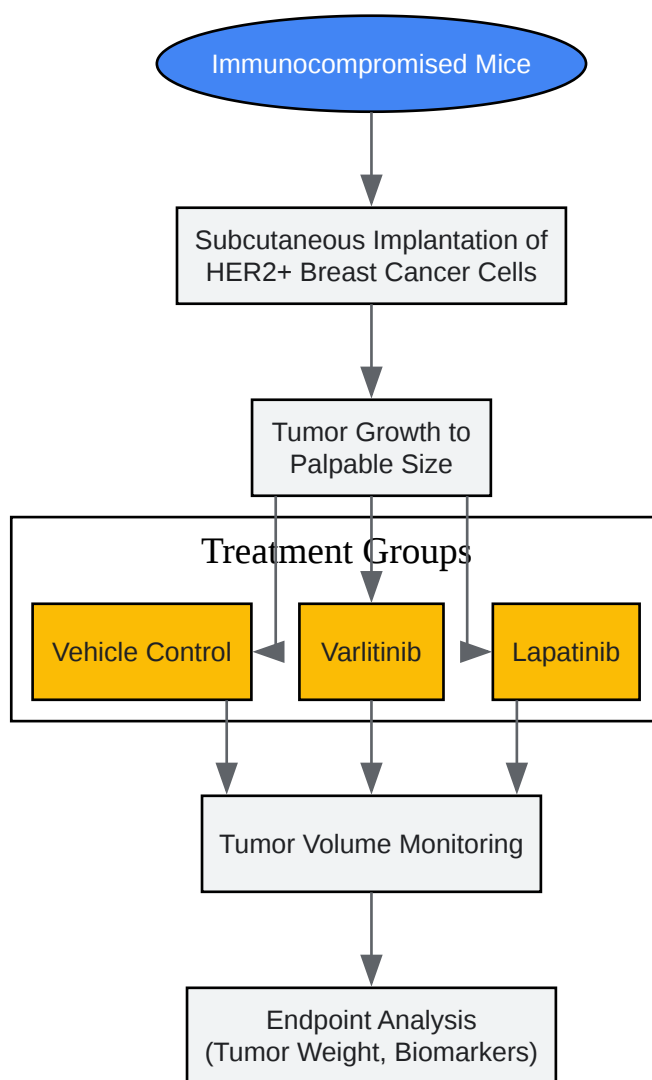 Immunocompromised Mice
Subcutaneous Implantation of
HER2+ Breast Cancer Cells
Tumor Growth to
Palpable Size
Treatment Groups
Vehicle Control
Varlitinib
Lapatinib
Tumor Volume Monitoring
Endpoint Analysis
(Tumor Weight, Biomarkers)